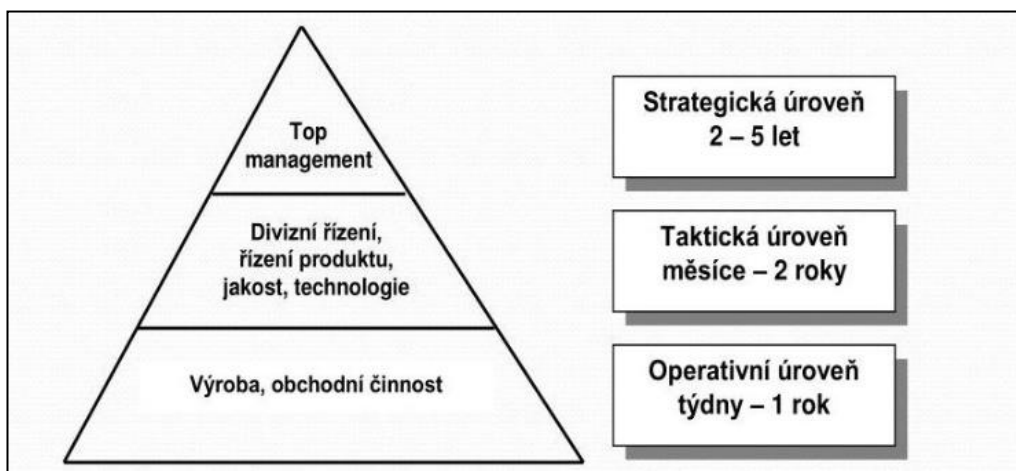 Top
management
Strategická úroveň
2 – 5 let
Divizní řízení,
řízení produktu,
jakost, technologie
Taktická úroveň
měsíce – 2 roky
Výroba, obchodní činnost
Operativní úroveň
týdny – 1 rok